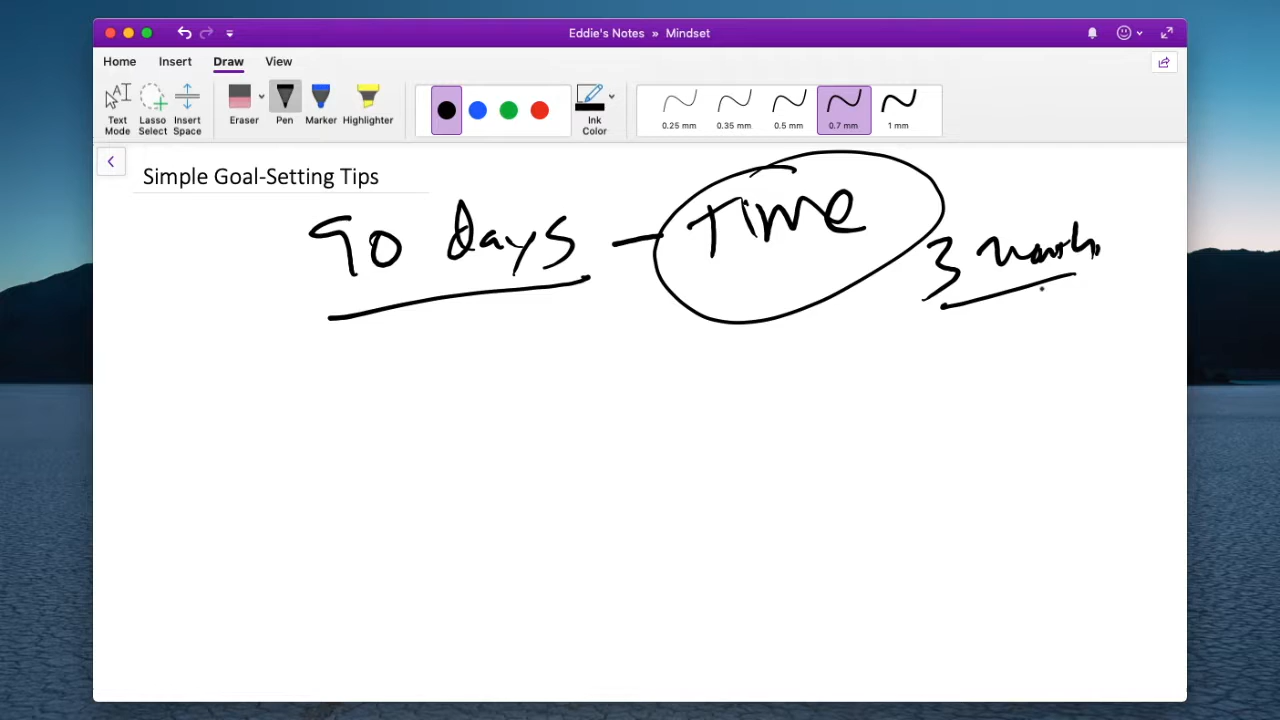 Eddie's Notes » Mindset
Home Insert Draw View
Text Mode
Lasso Select
Insert Space
Eraser
Pen
Marker
Highlighter
Ink Color
0.25 mm
0.35 mm
0.5 mm
0.7 mm
1 mm
Simple Goal-Setting Tips
90 days - Time
3 months